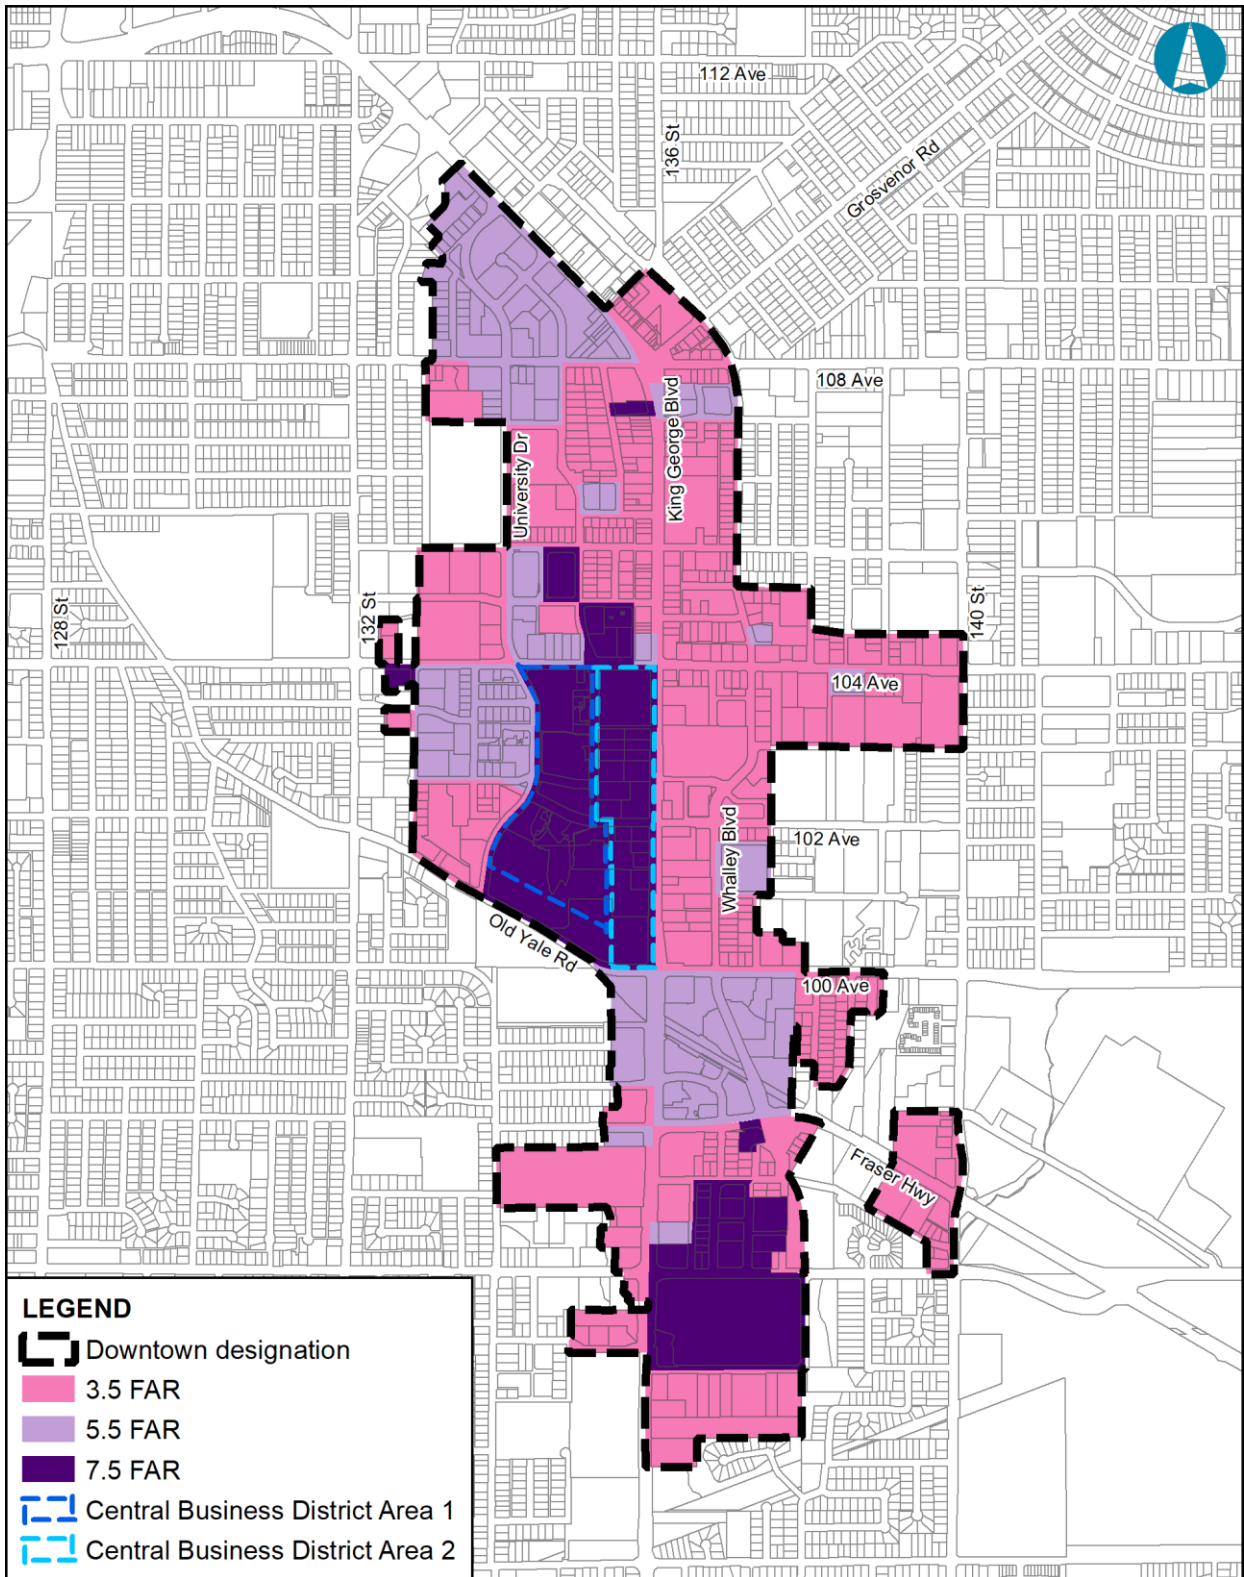 112 Ave
136 St
Grosvenor Rd
108 Ave
King George Blvd
University Dr
128 St
132 St
140 St
104 Ave
102 Ave
Whalley Blvd
Old Yale Rd
100 Ave
Fraser Hwy
LEGEND
Downtown designation
3.5 FAR
5.5 FAR
7.5 FAR
Central Business District Area 1
Central Business District Area 2